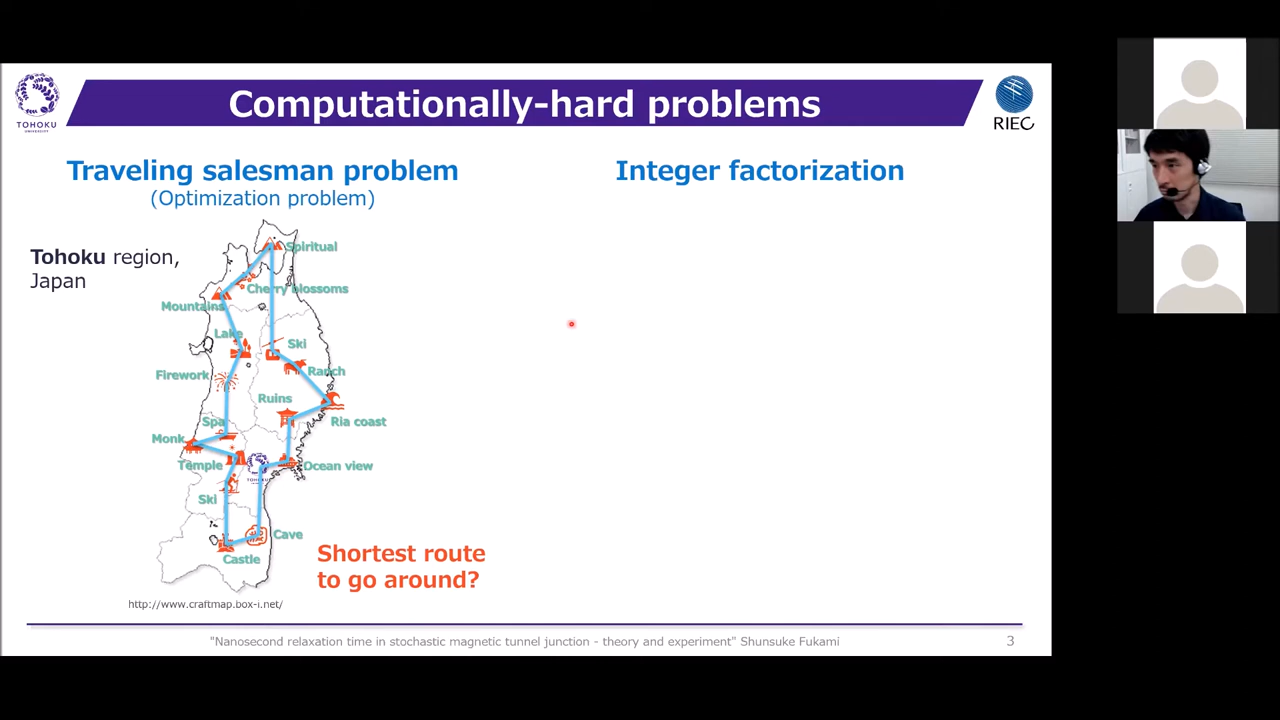 Computationally-hard problems
TOHOKU
UNIVERSITY
RIEC
Traveling salesman problem
(Optimization problem)
Integer factorization
Tohoku region,
Japan
Spiritual
Cherry blossoms
Mountains
Lake
Ski
Ranch
Firework
Ruins
Ria coast
Spa
Monk
Temple
TOHOKU
Ocean view
Ski
Cave
Castle
Shortest route
to go around?
http://www.craftmap.box-i.net/
"Nanosecond relaxation time in stochastic magnetic tunnel junction - theory and experiment" Shunsuke Fukami
3